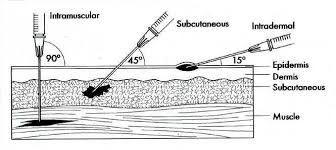 Intramuscular
Subcutaneous
Intradermal
90°
45°
15°
Epidermis
Dermis
Subcutaneous
Muscle